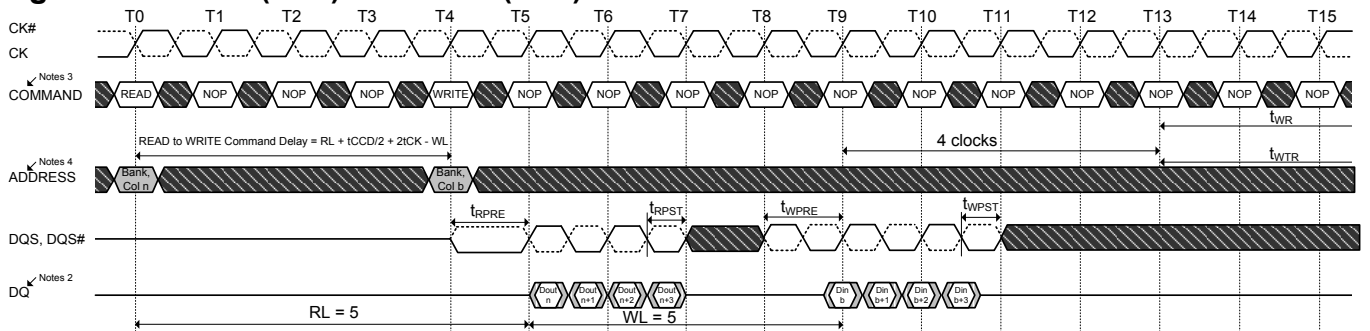 T0 T1 T2 T3 T4 T5 T6 T7 T8 T9 T10 T11 T12 T13 T14 T15
CK#
CK
Notes 3
COMMAND READ NOP NOP NOP WRITE NOP NOP NOP NOP NOP NOP NOP NOP NOP NOP NOP
tWR
READ to WRITE Command Delay = RL + tCCD/2 + 2tCK - WL
4 clocks
tWTR
Notes 4
ADDRESS
Bank, Col n
Bank, Col b
tRPRE tRPST tWPRE tWPST
DQS, DQS#
Notes 2
DQ
Dout n
Dout n+1
Dout n+2
Dout n+3
Din b
Din b+1
Din b+2
Din b+3
RL = 5 WL = 5